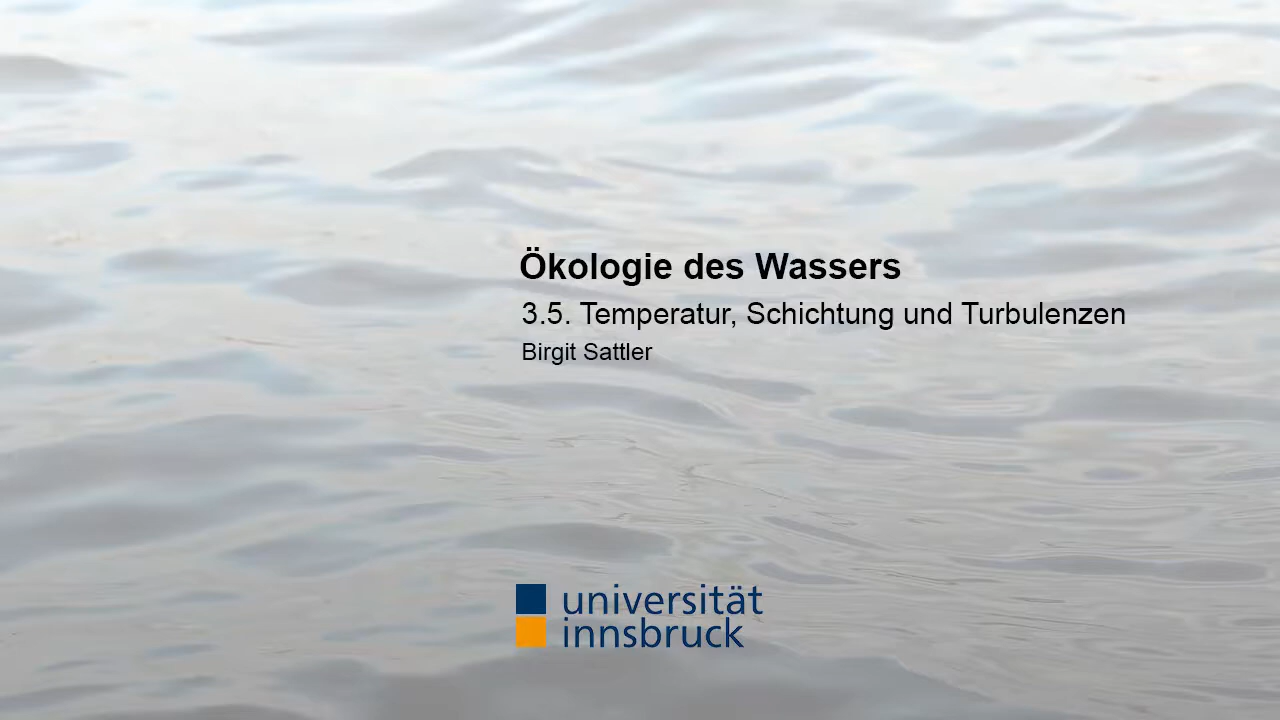 Ökologie des Wassers
3.5. Temperatur, Schichtung und Turbulenzen
Birgit Sattler
universität
innsbruck